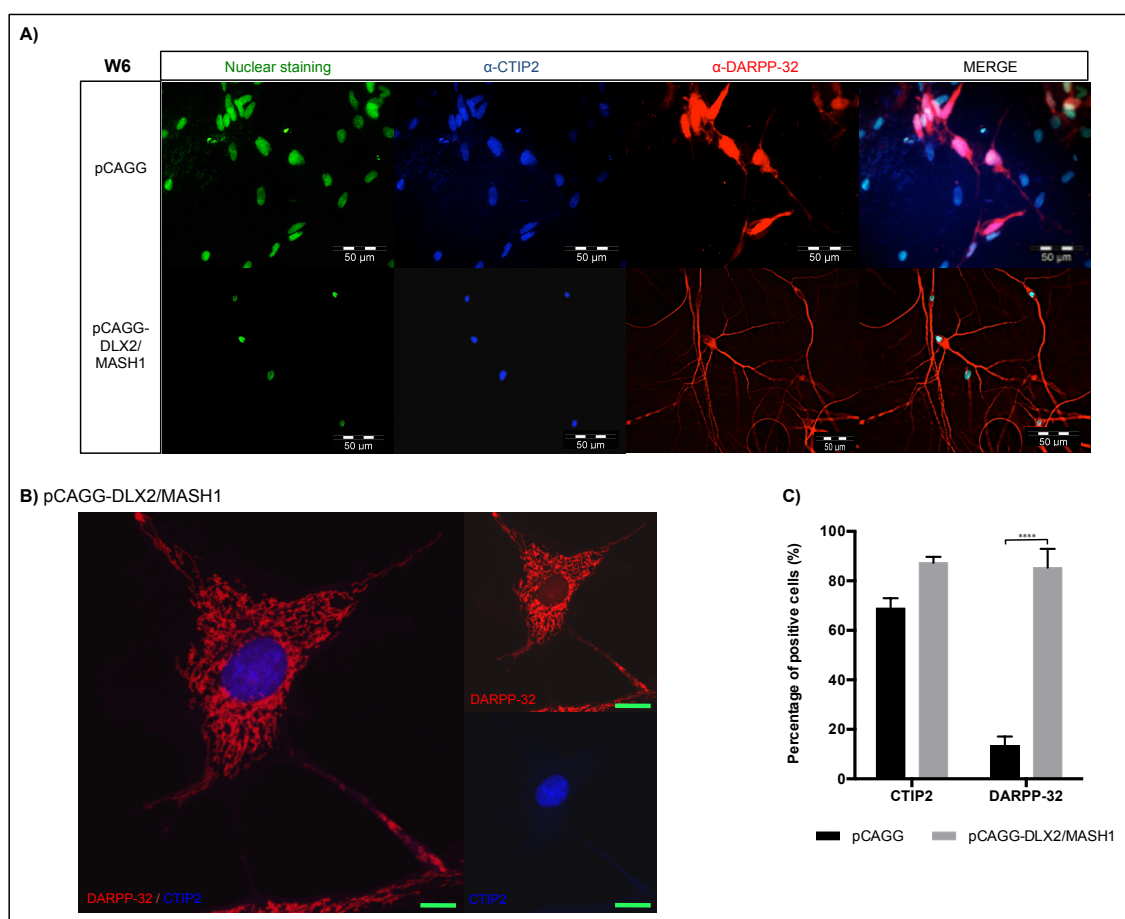 A)
W6 Nuclear staining α-CTIP2 α-DARPP-32 MERGE
pCAGG
50 µm 50 µm 50 µm 50 µm
pCAGG-
DLX2/
MASH1
50 µm 50 µm 50 µm 50 µm
B) pCAGG-DLX2/MASH1
DARPP-32
DARPP-32 / CTIP2
CTIP2
C)
Percentage of positive cells (%)
100
80
60
40
20
0
****
CTIP2 DARPP-32
pCAGG pCAGG-DLX2/MASH1